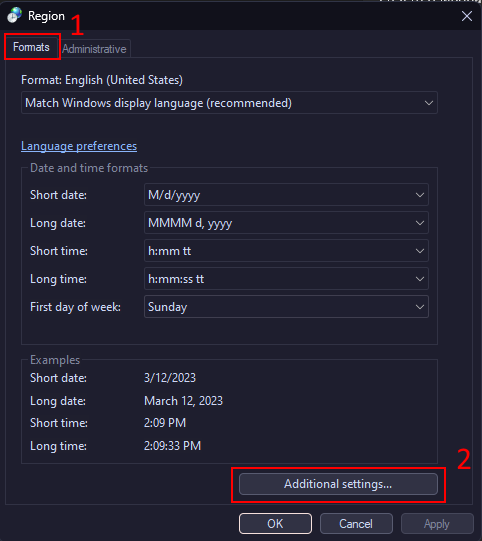 Region
1
Formats
Administrative
Format: English (United States)
Match Windows display language (recommended)
Language preferences
Date and time formats
Short date: M/d/yyyy
Long date: MMMM d, yyyy
Short time: h:mm tt
Long time: h:mm:ss tt
First day of week: Sunday
Examples
Short date: 3/12/2023
Long date: March 12, 2023
Short time: 2:09 PM
Long time: 2:09:33 PM
2
Additional settings...
OK Cancel Apply